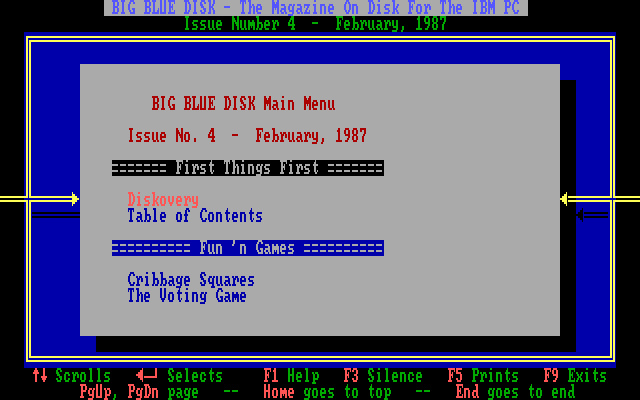 BIG BLUE DISK - The Magazine On Disk For The IBM PC
Issue Number 4 - February, 1987
BIG BLUE DISK Main Menu
Issue No. 4 - February, 1987
======= First Things First =======
Diskovery
Table of Contents
========== Fun 'n Games ==========
Cribbage Squares
The Voting Game
↑↓ Scrolls ◄─┘ Selects F1 Help F3 Silence F5 Prints F9 Exits
PgUp, PgDn page -- Home goes to top -- End goes to end